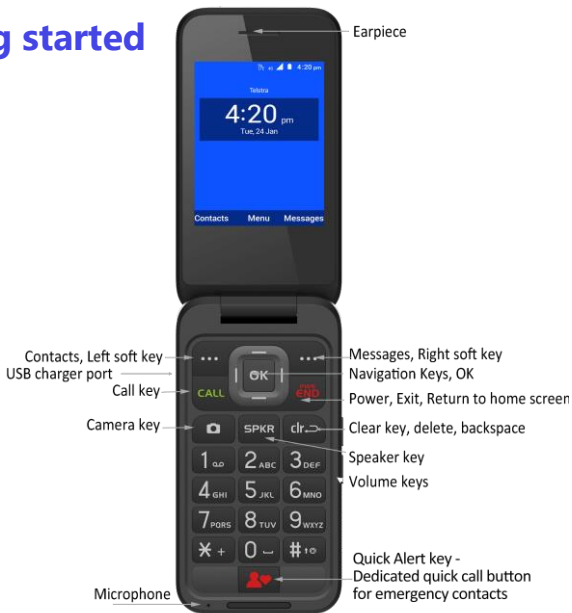 g started
Earpiece
4G 4:20 pm
Telstra
4:20 pm
Tue, 24 Jan
Contacts Menu Messages
Contacts, Left soft key
USB charger port
Call key
Camera key
Messages, Right soft key
Navigation Keys, OK
Power, Exit, Return to home screen
Clear key, delete, backspace
Speaker key
Volume keys
OK
CALL
END
SPKR clr
1 2 ABC 3 DEF
4 GHI 5 JKL 6 MNO
7 PQRS 8 TUV 9 WXYZ
* + 0 #
Quick Alert key -
Dedicated quick call button
for emergency contacts
Microphone